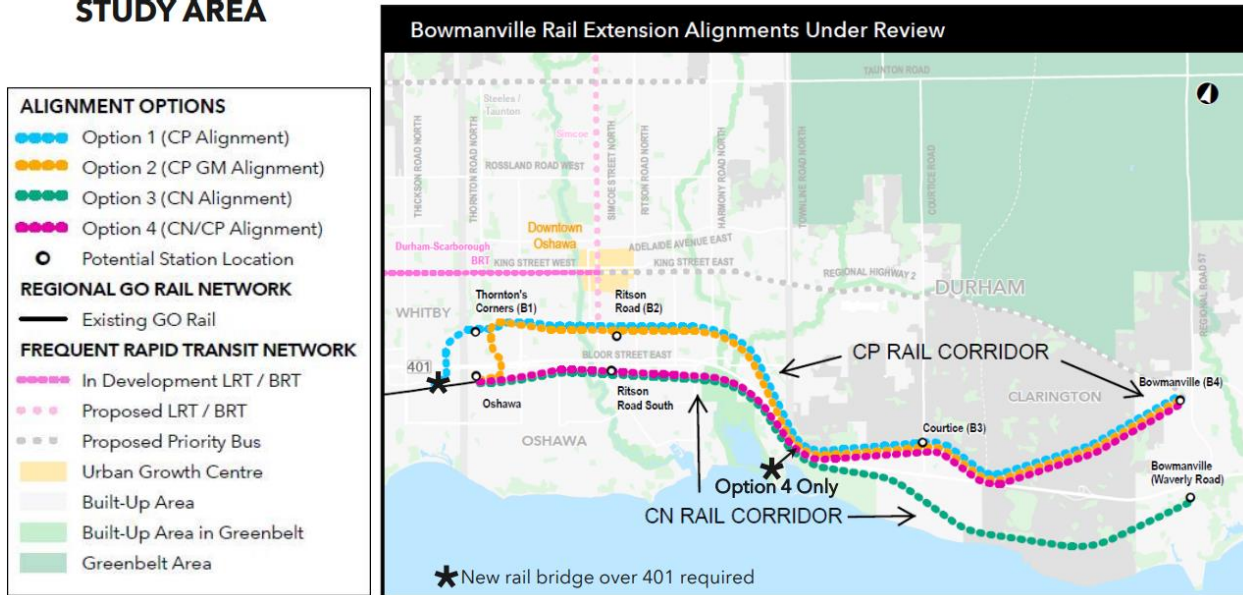 STUDY AREA
ALIGNMENT OPTIONS
Option 1 (CP Alignment)
Option 2 (CP GM Alignment)
Option 3 (CN Alignment)
Option 4 (CN/CP Alignment)
Potential Station Location
REGIONAL GO RAIL NETWORK
Existing GO Rail
FREQUENT RAPID TRANSIT NETWORK
In Development LRT / BRT
Proposed LRT / BRT
Proposed Priority Bus
Urban Growth Centre
Built-Up Area
Built-Up Area in Greenbelt
Greenbelt Area
Bowmanville Rail Extension Alignments Under Review
TAUNTON ROAD
Steeles /
Taunton
Simcoe
THICKSON ROAD NORTH
THORNTON ROAD NORTH
ROSSLAND ROAD WEST
SIMCOE STREET NORTH
RITSON ROAD NORTH
HARMONY ROAD NORTH
TOWNLINE ROAD NORTH
COURTICE ROAD
REGIONAL ROAD 57
Downtown
Oshawa
Durham-Scarborough
BRT
KING STREET WEST
ADELAIDE AVENUE EAST
KING STREET EAST
REGIONAL HIGHWAY 2
DURHAM
WHITBY
Thornton's
Corners (B1)
Ritson
Road (B2)
401
BLOOR STREET EAST
CP RAIL CORRIDOR
Bowmanville (B4)
CLARINGTON
Oshawa
Ritson
Road South
Courtice (B3)
OSHAWA
Bowmanville
(Waverly Road)
Option 4 Only
CN RAIL CORRIDOR
New rail bridge over 401 required